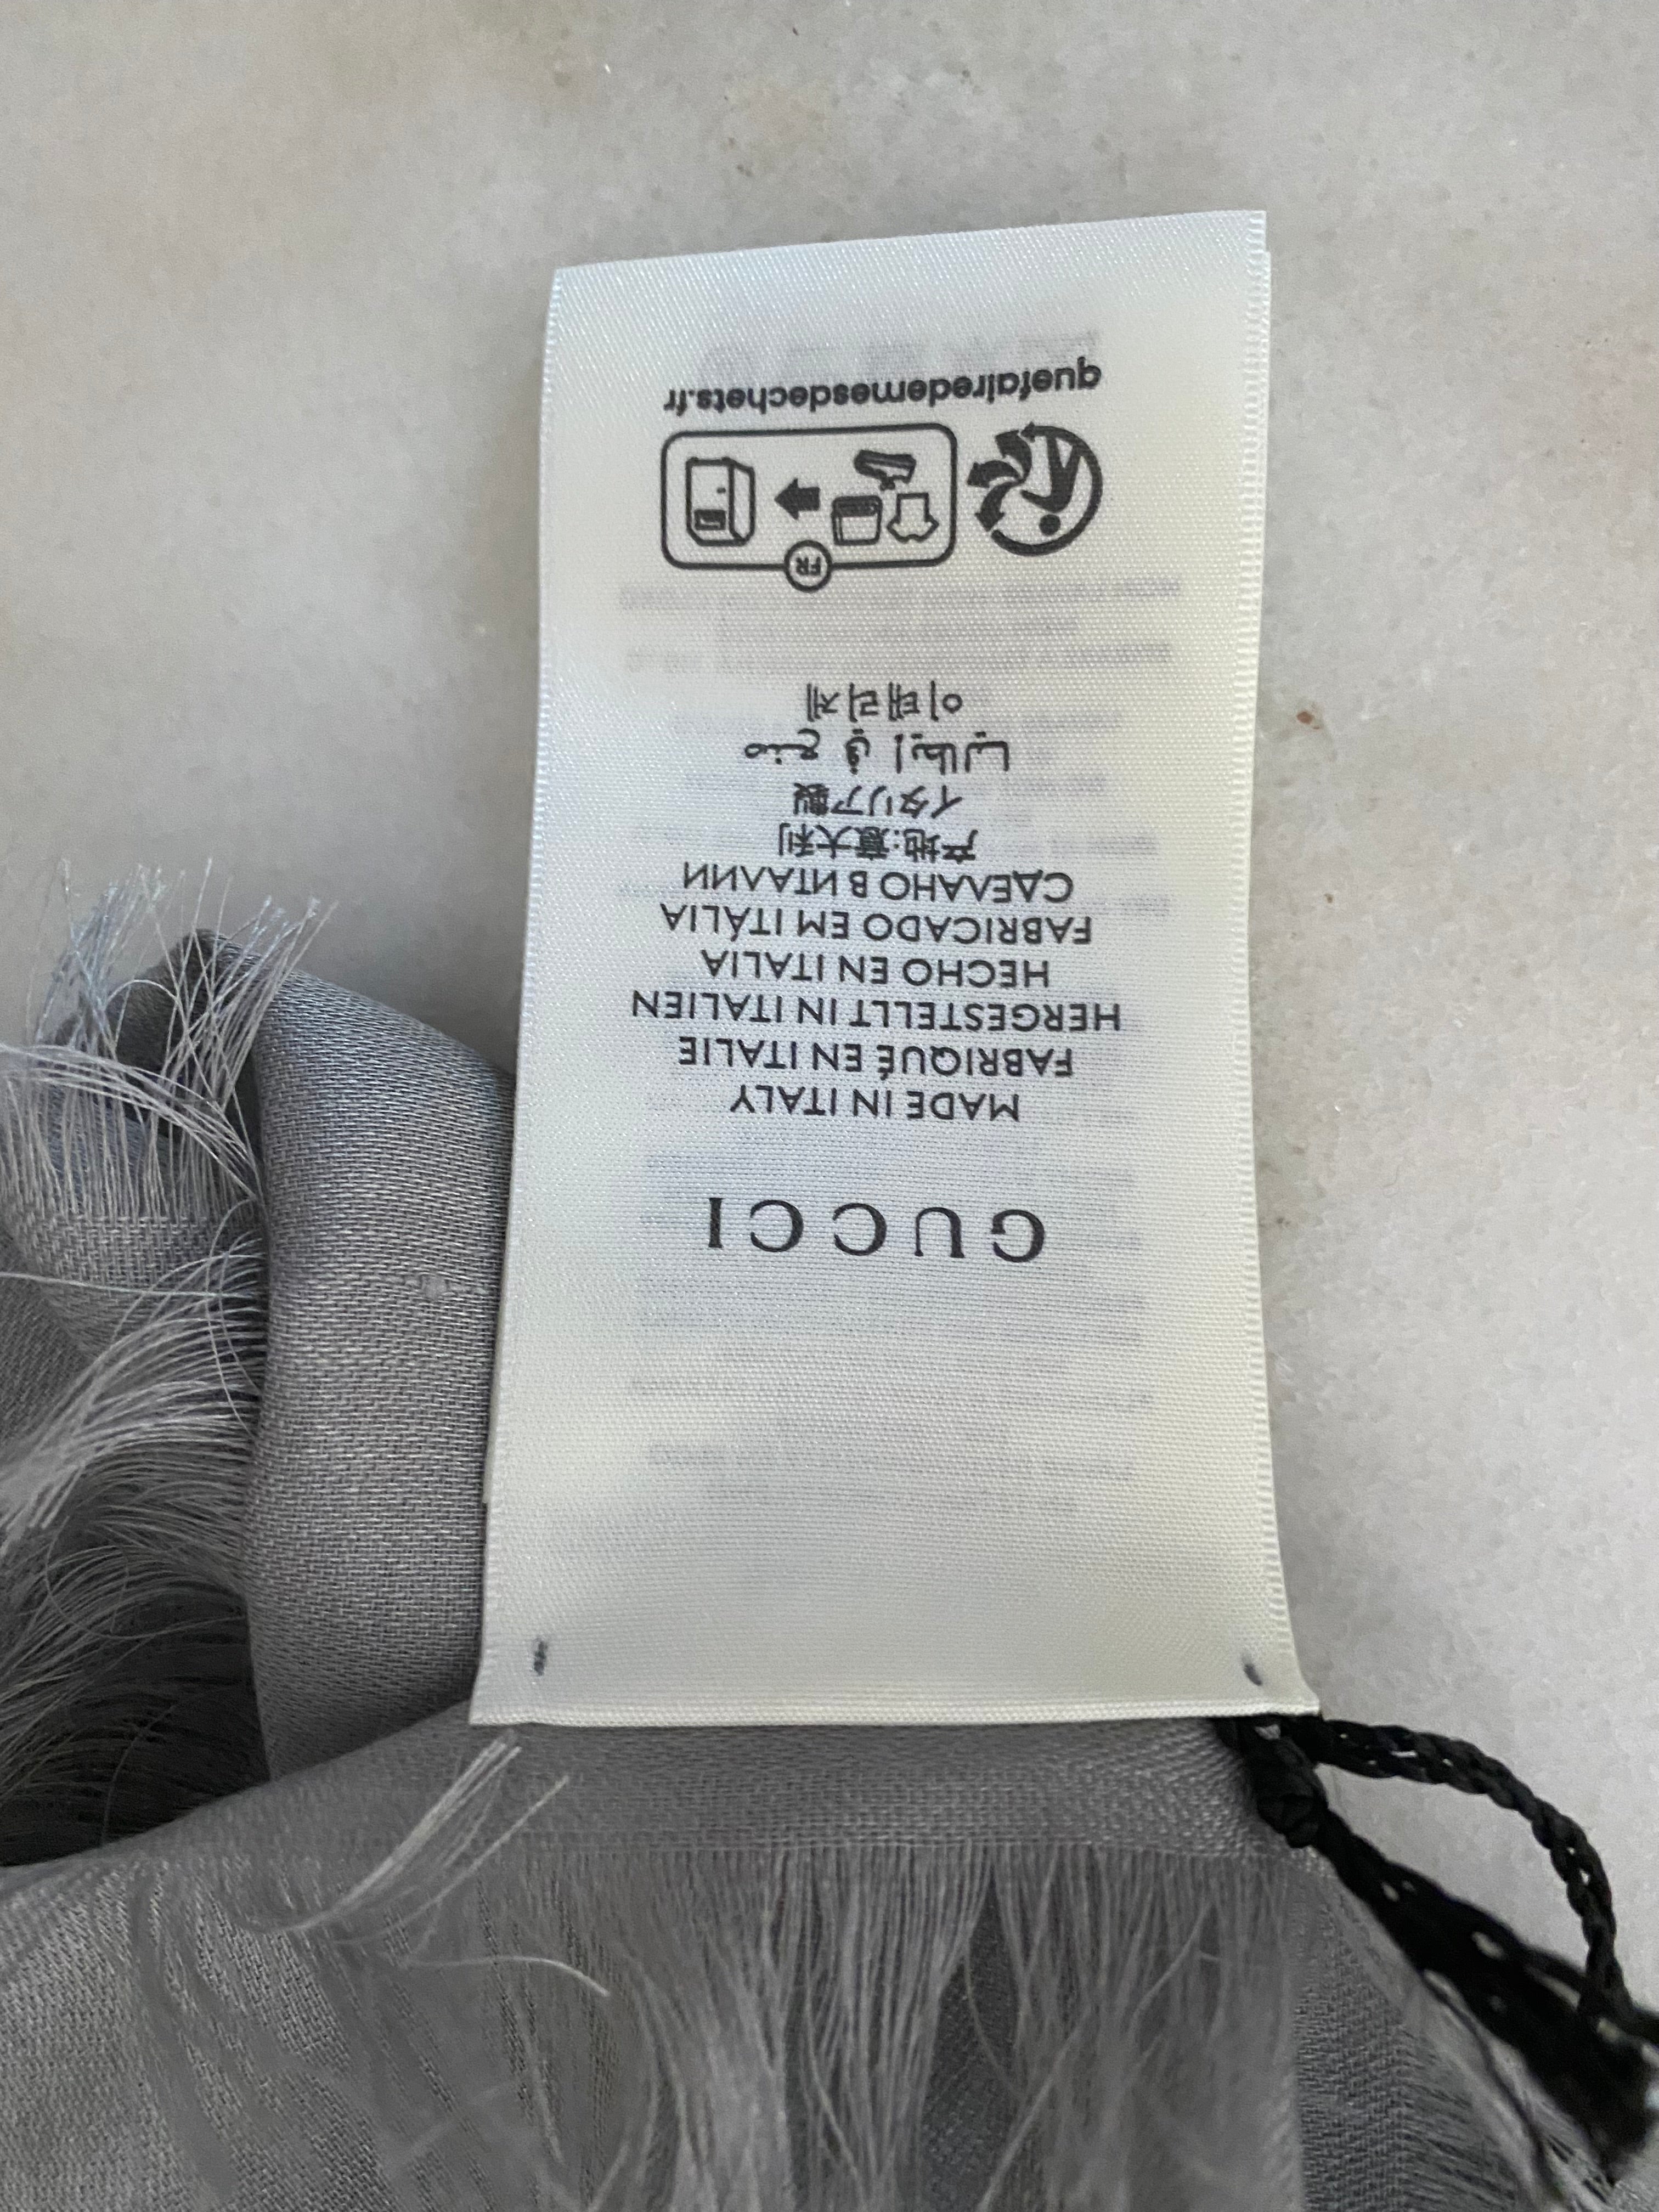 GUCCI
MADE IN ITALY
FABRIQUÉ EN ITALIE
HERGESTELLT IN ITALIEN
HECHO EN ITALIA
FABRICADO EM ITÁLIA
СДЕЛАНО В ИТАЛИИ
产地:意大利
イタリア製
صنع في إيطاليا
이태리제
FR
quefairedemesdechets.fr